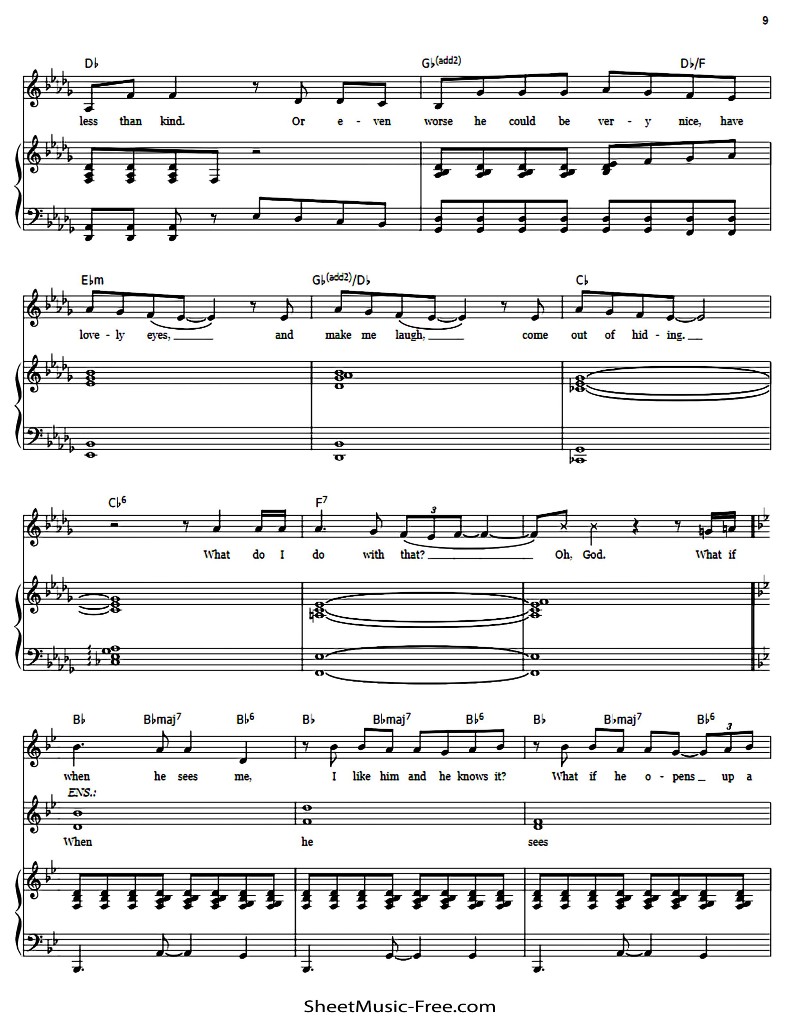 9
D♭ G♭(add2) D♭/F
less than kind. Or e - ven worse he could be ver - y nice, have
E♭m G♭(add2)/D♭ C♭
love - ly eyes, and make me laugh, come out of hid - ing.
C♭6 F7
3
What do I do with that? Oh, God. What if
B♭ B♭maj7 B♭6 B♭ B♭maj7 B♭6 B♭ B♭maj7 B♭6
3
when he sees me, I like him and he knows it? What if he o - pens up a
ENS.:
When he sees
SheetMusic-Free.com